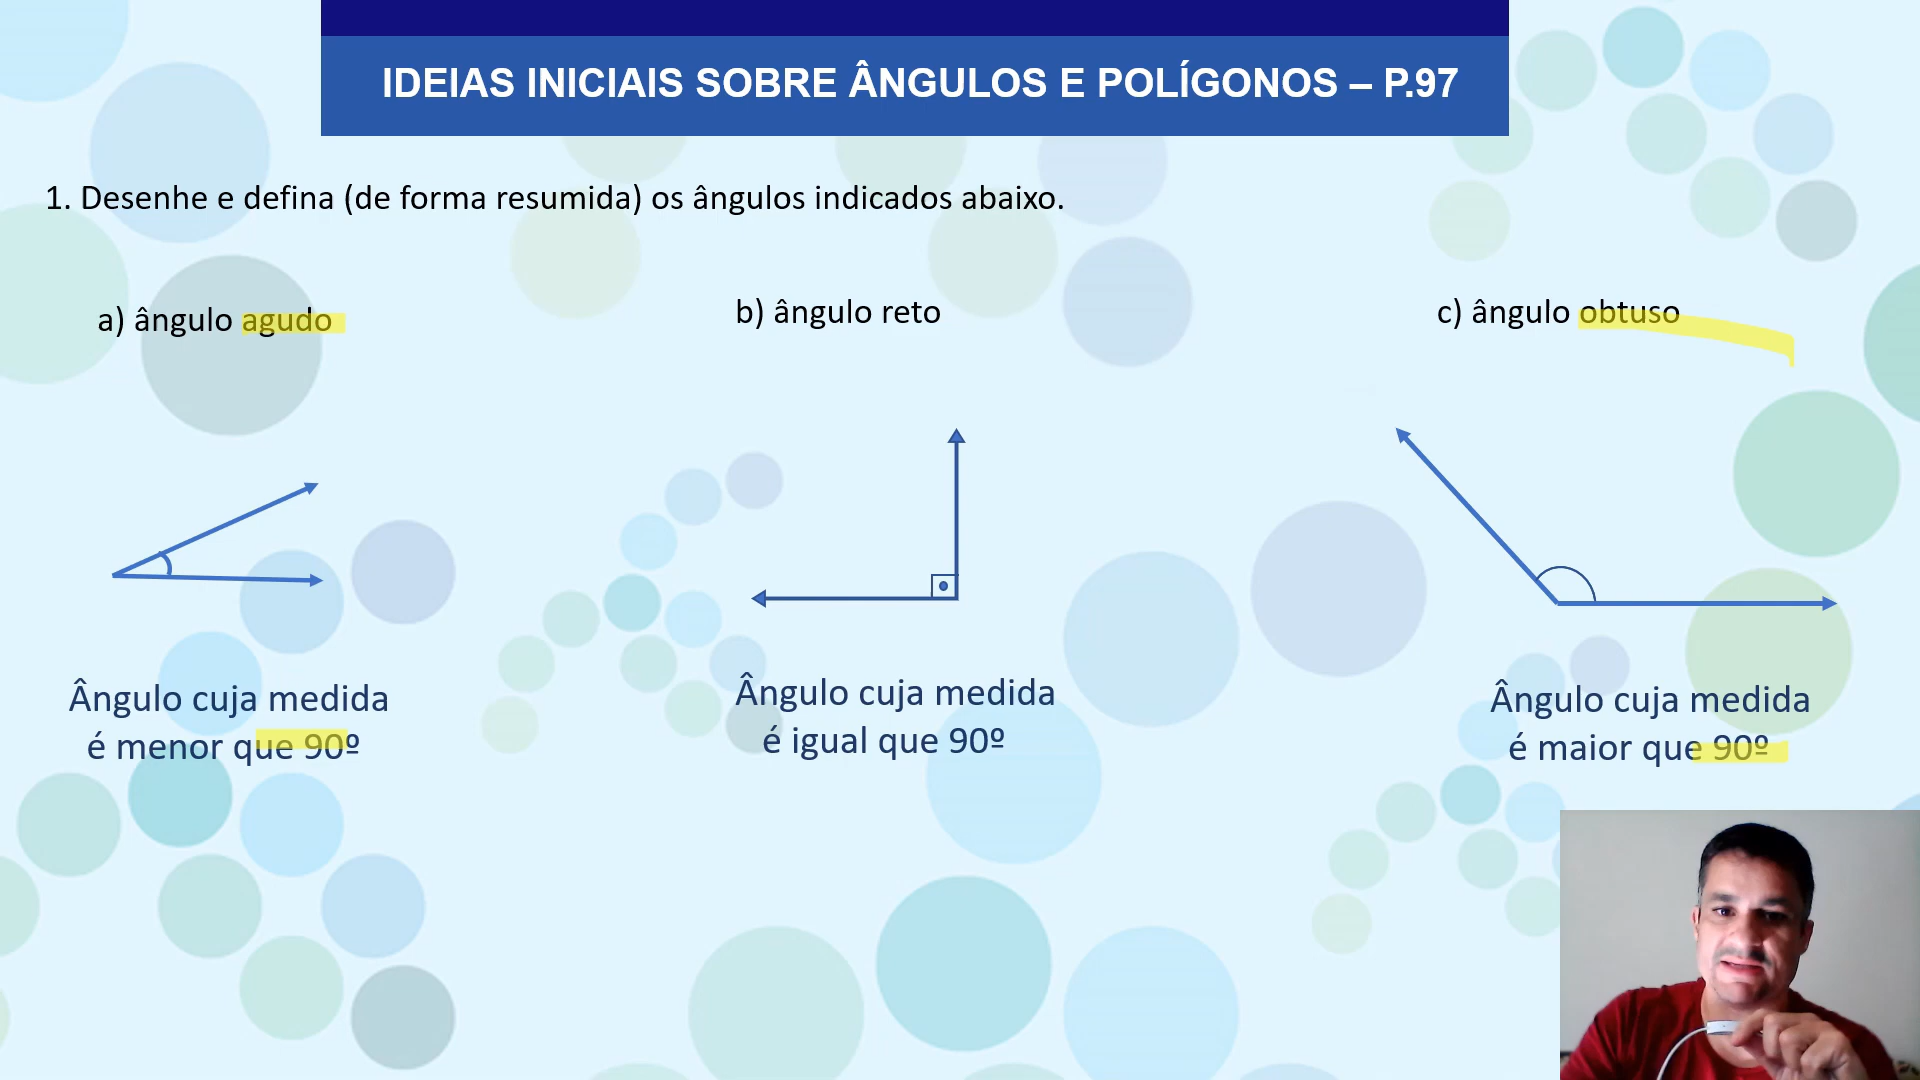 IDEIAS INICIAIS SOBRE ÂNGULOS E POLÍGONOS – P.97
1. Desenhe e defina (de forma resumida) os ângulos indicados abaixo.
a) ângulo agudo
b) ângulo reto
c) ângulo obtuso
Ângulo cuja medida
é menor que 90º
Ângulo cuja medida
é igual que 90º
Ângulo cuja medida
é maior que 90º